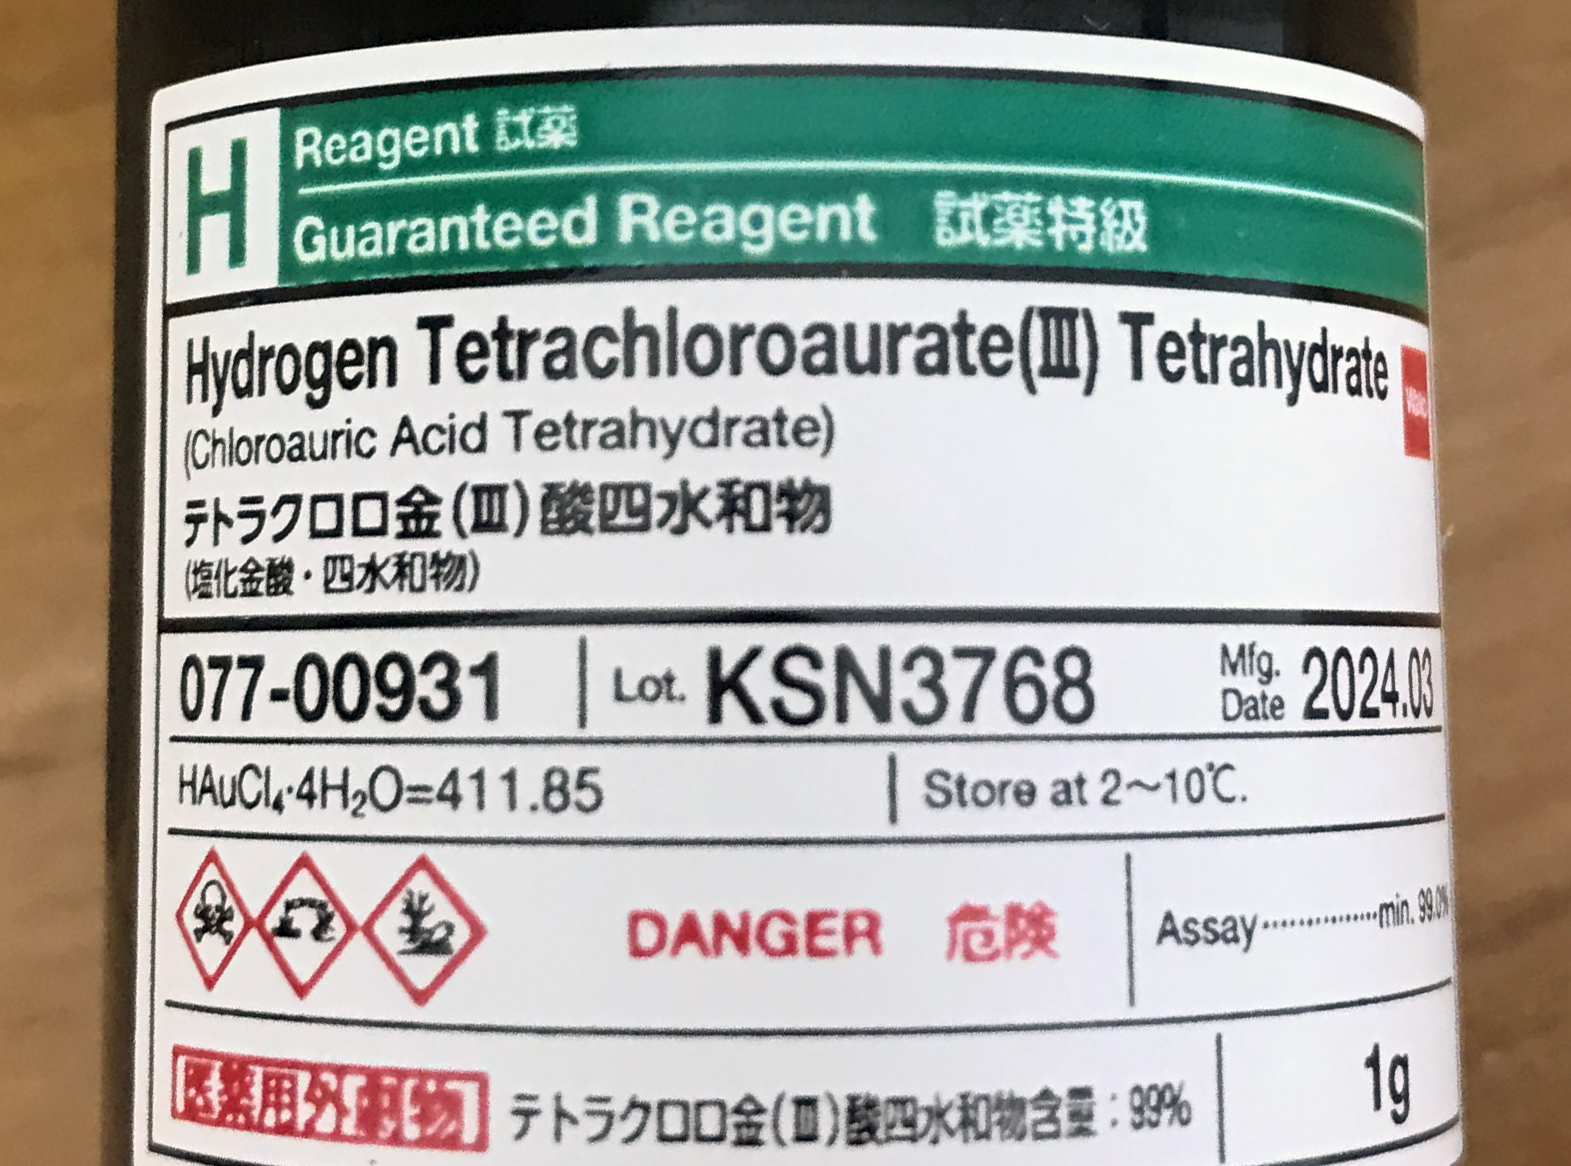 H
Reagent 試薬
Guaranteed Reagent 試薬特級
Hydrogen Tetrachloroaurate(Ⅲ) Tetrahydrate
Wako
(Chloroauric Acid Tetrahydrate)
テトラクロロ金(Ⅲ)酸四水和物
(塩化金酸・四水和物)
077-00931 Lot. KSN3768 Mfg. Date 2024.03
HAuCl₄·4H₂O=411.85 Store at 2～10℃.
DANGER 危険 Assay···············min. 99.0%
医薬用外劇物 テトラクロロ金(Ⅲ)酸四水和物含量：99% 1g